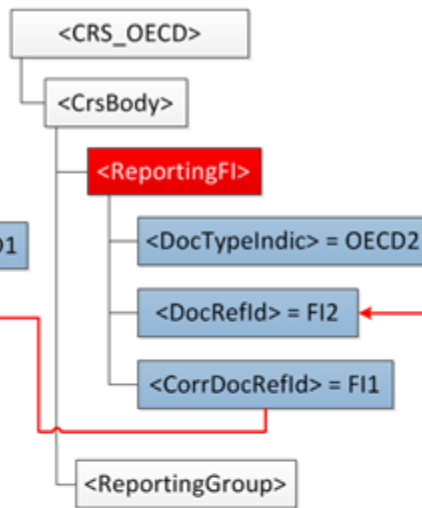 <CRS_OECD>
<CrsBody>
<ReportingFI>
<DocTypeIndic> = OECD2
<DocRefId> = FI2
<CorrDocRefId> = FI1
<ReportingGroup>